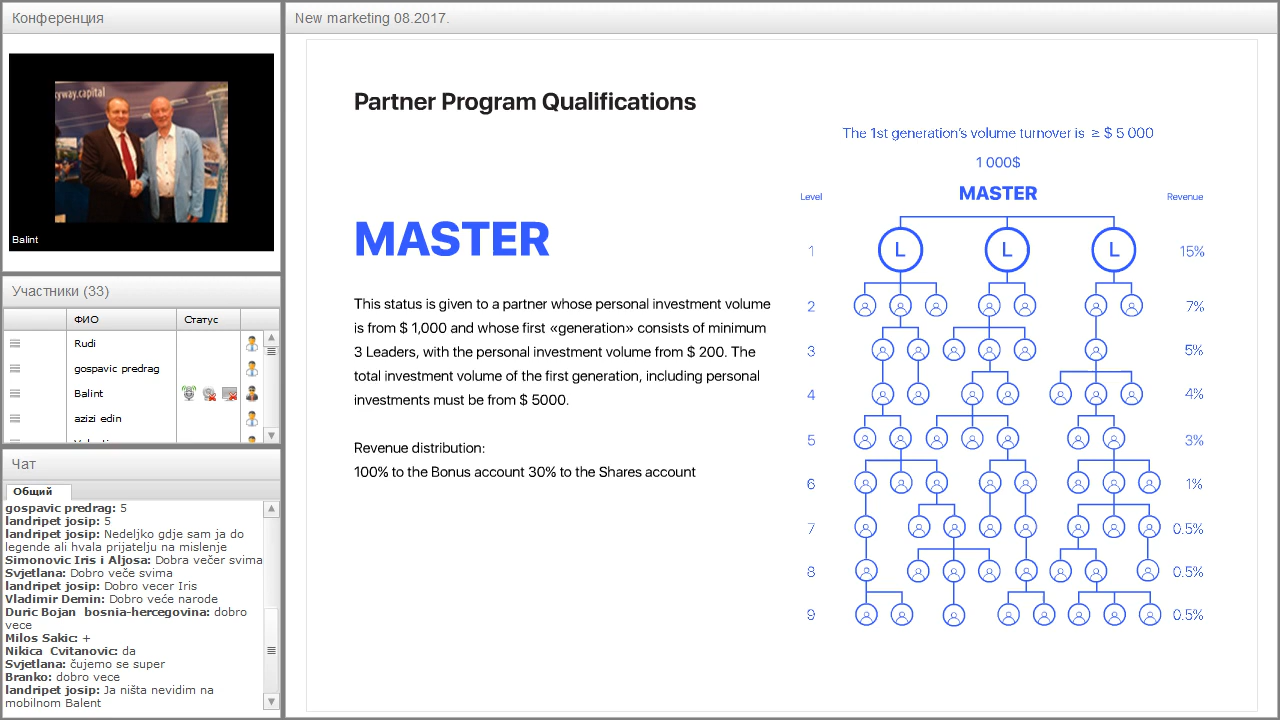 Конференция
kyway.capital
Balint
Участники (33)
ФИО
Статус
Rudi
gospavic predrag
Balint
azizi edin
Чат
Общий
gospavic predrag: 5
landripet josip: 5
landripet josip: Nedeljko gdje sam ja do
legende ali hvala prijatelju na mislenje
Simonovic Iris i Aljosa: Dobra večer svima
Svjetlana: Dobro veče svima
landripet josip: Dobro vecer Iris
Vladimir Demin: Dobro veće narode
Duric Bojan bosnia-hercegovina: dobro
vece
Milos Sakic: +
Nikica Cvitanovic: da
Svjetlana: čujemo se super
Branko: dobro vece
landripet josip: Ja ništa nevidim na
mobilnom Balent
New marketing 08.2017.
Partner Program Qualifications
MASTER
This status is given to a partner whose personal investment volume
is from $ 1,000 and whose first «generation» consists of minimum
3 Leaders, with the personal investment volume from $ 200. The
total investment volume of the first generation, including personal
investments must be from $ 5000.
Revenue distribution:
100% to the Bonus account 30% to the Shares account
The 1st generation's volume turnover is ≥ $ 5 000
1 000$
Level MASTER Revenue
1 L L L 15%
2 7%
3 5%
4 4%
5 3%
6 1%
7 0.5%
8 0.5%
9 0.5%